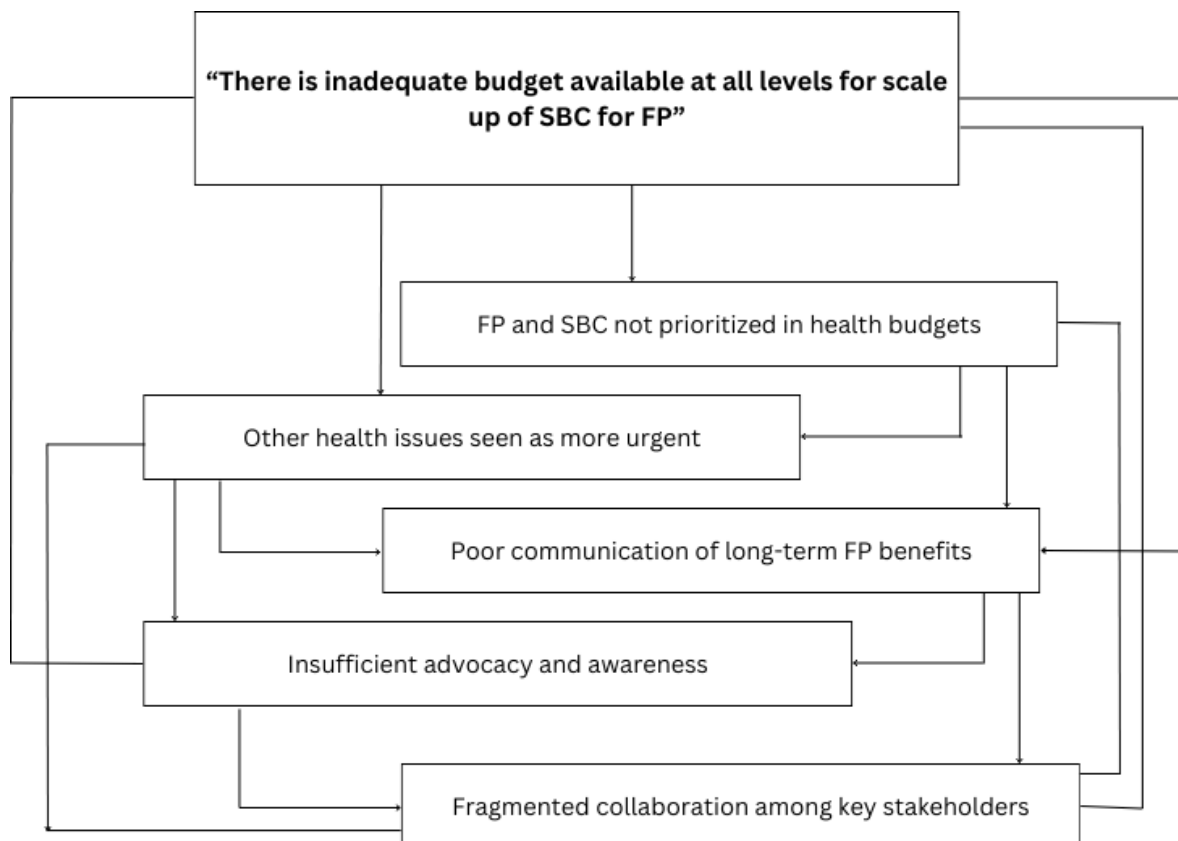 “There is inadequate budget available at all levels for scale
up of SBC for FP”
FP and SBC not prioritized in health budgets
Other health issues seen as more urgent
Poor communication of long-term FP benefits
Insufficient advocacy and awareness
Fragmented collaboration among key stakeholders